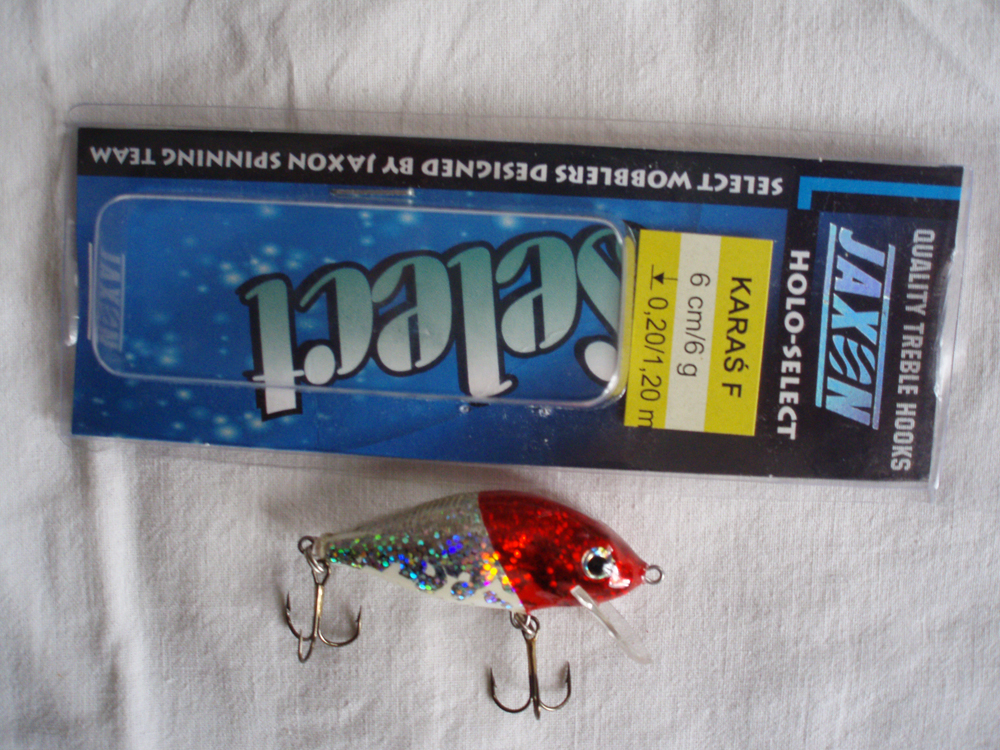 QUALITY TREBLE HOOKS
JAXON
HOLO-SELECT
KARAŚ F
6 cm/6 g
0,20/1,20 m
SELECT WOBBLERS DESIGNED BY JAXON SPINNING TEAM
Select
JAXON